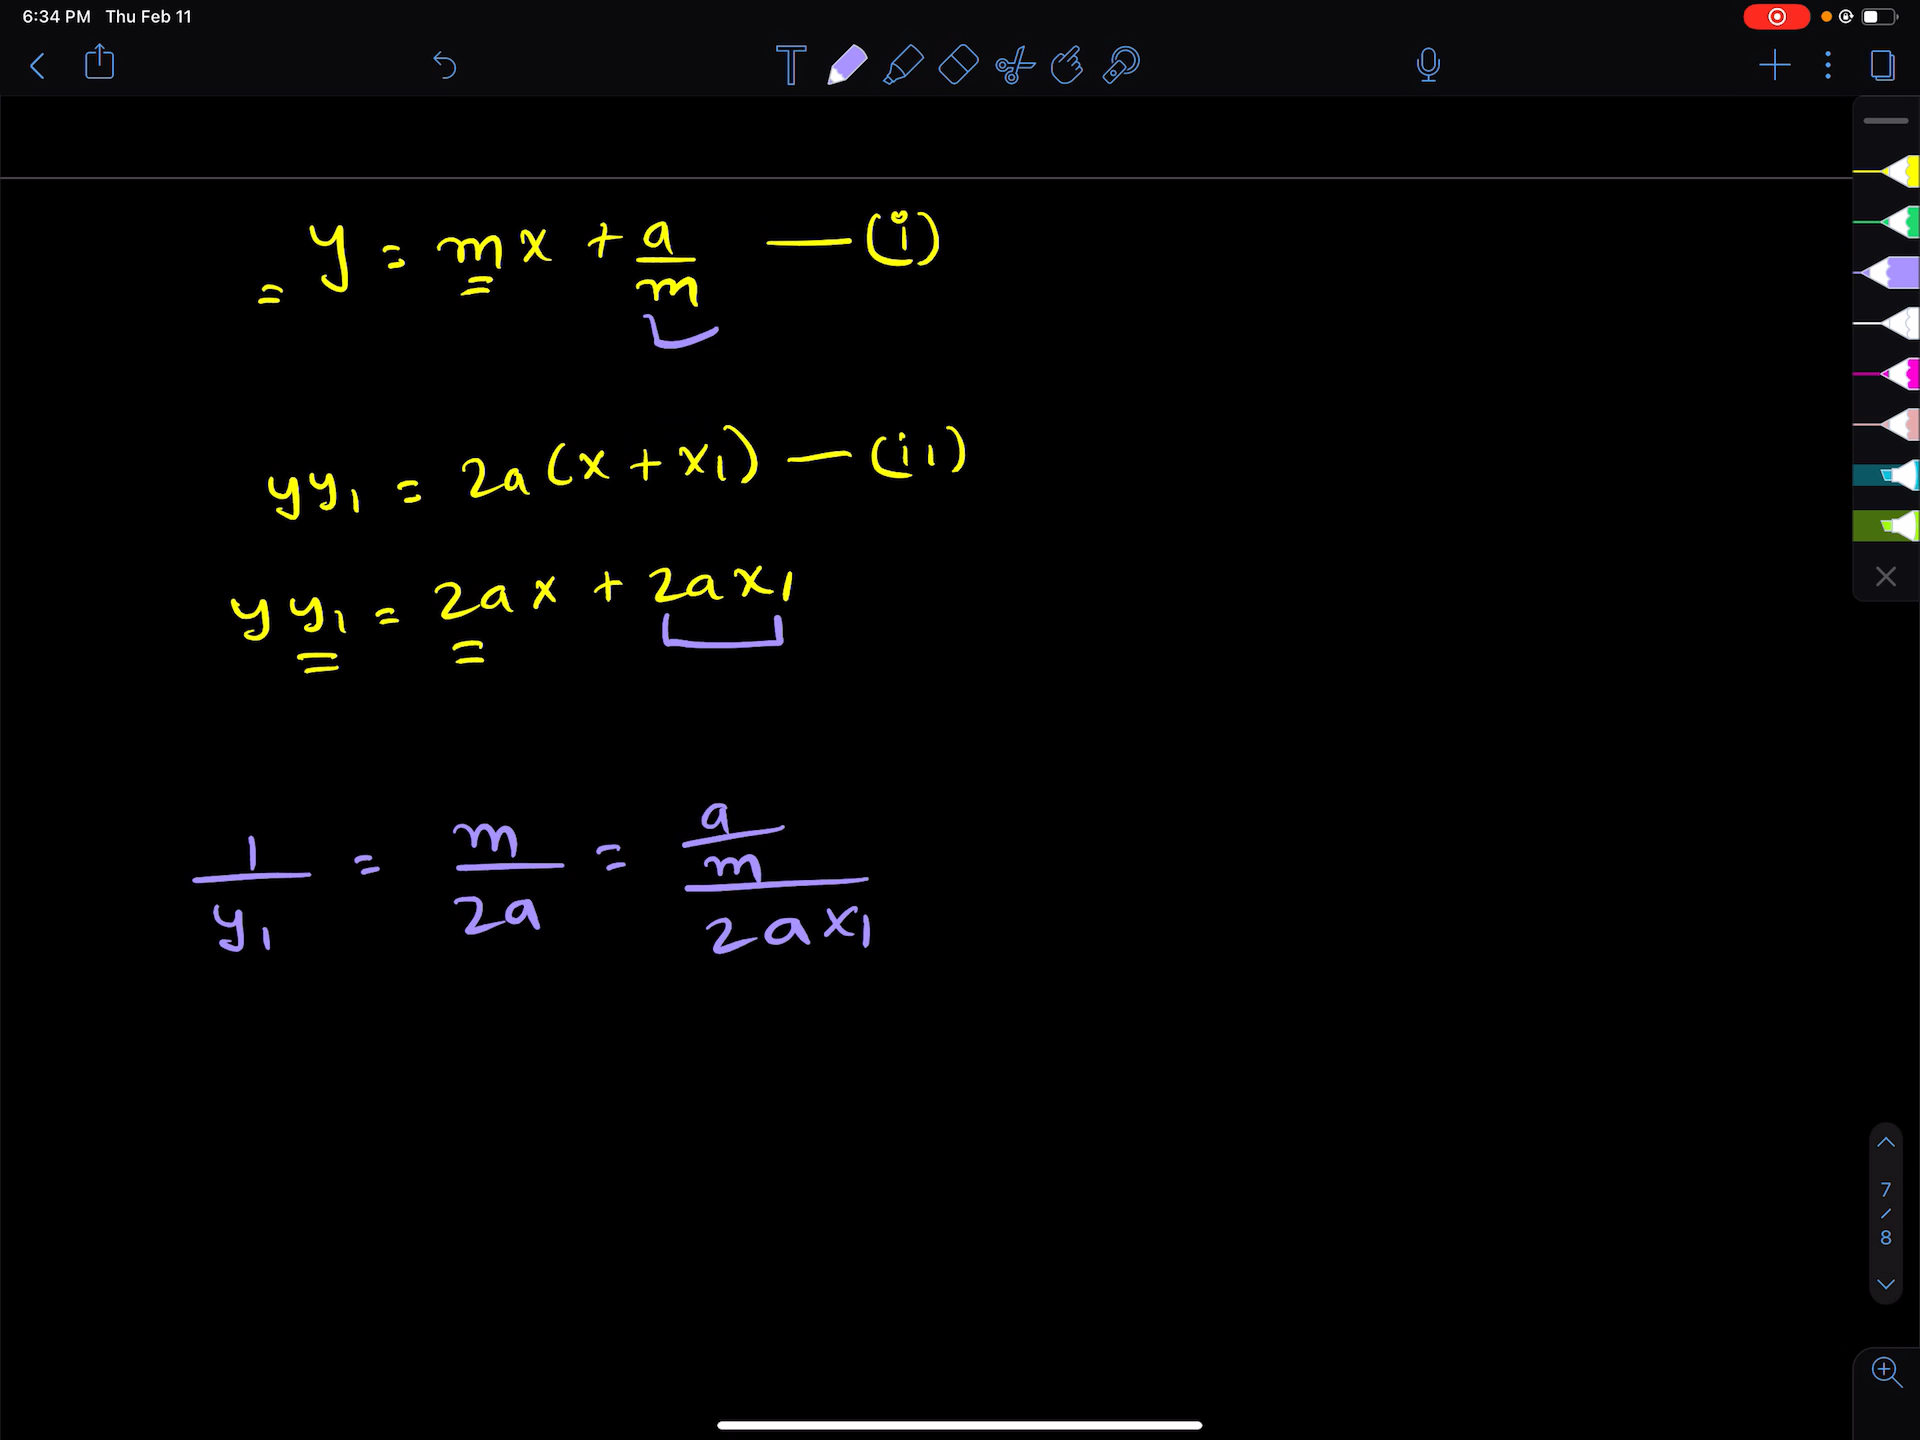 6:34 PM Thu Feb 11
= y = mx + a/m — (i)
yy₁ = 2a(x + x₁) — (i1)
yy₁ = 2ax + 2ax₁
1/y₁ = m/2a = (a/m)/2ax₁
7
/
8